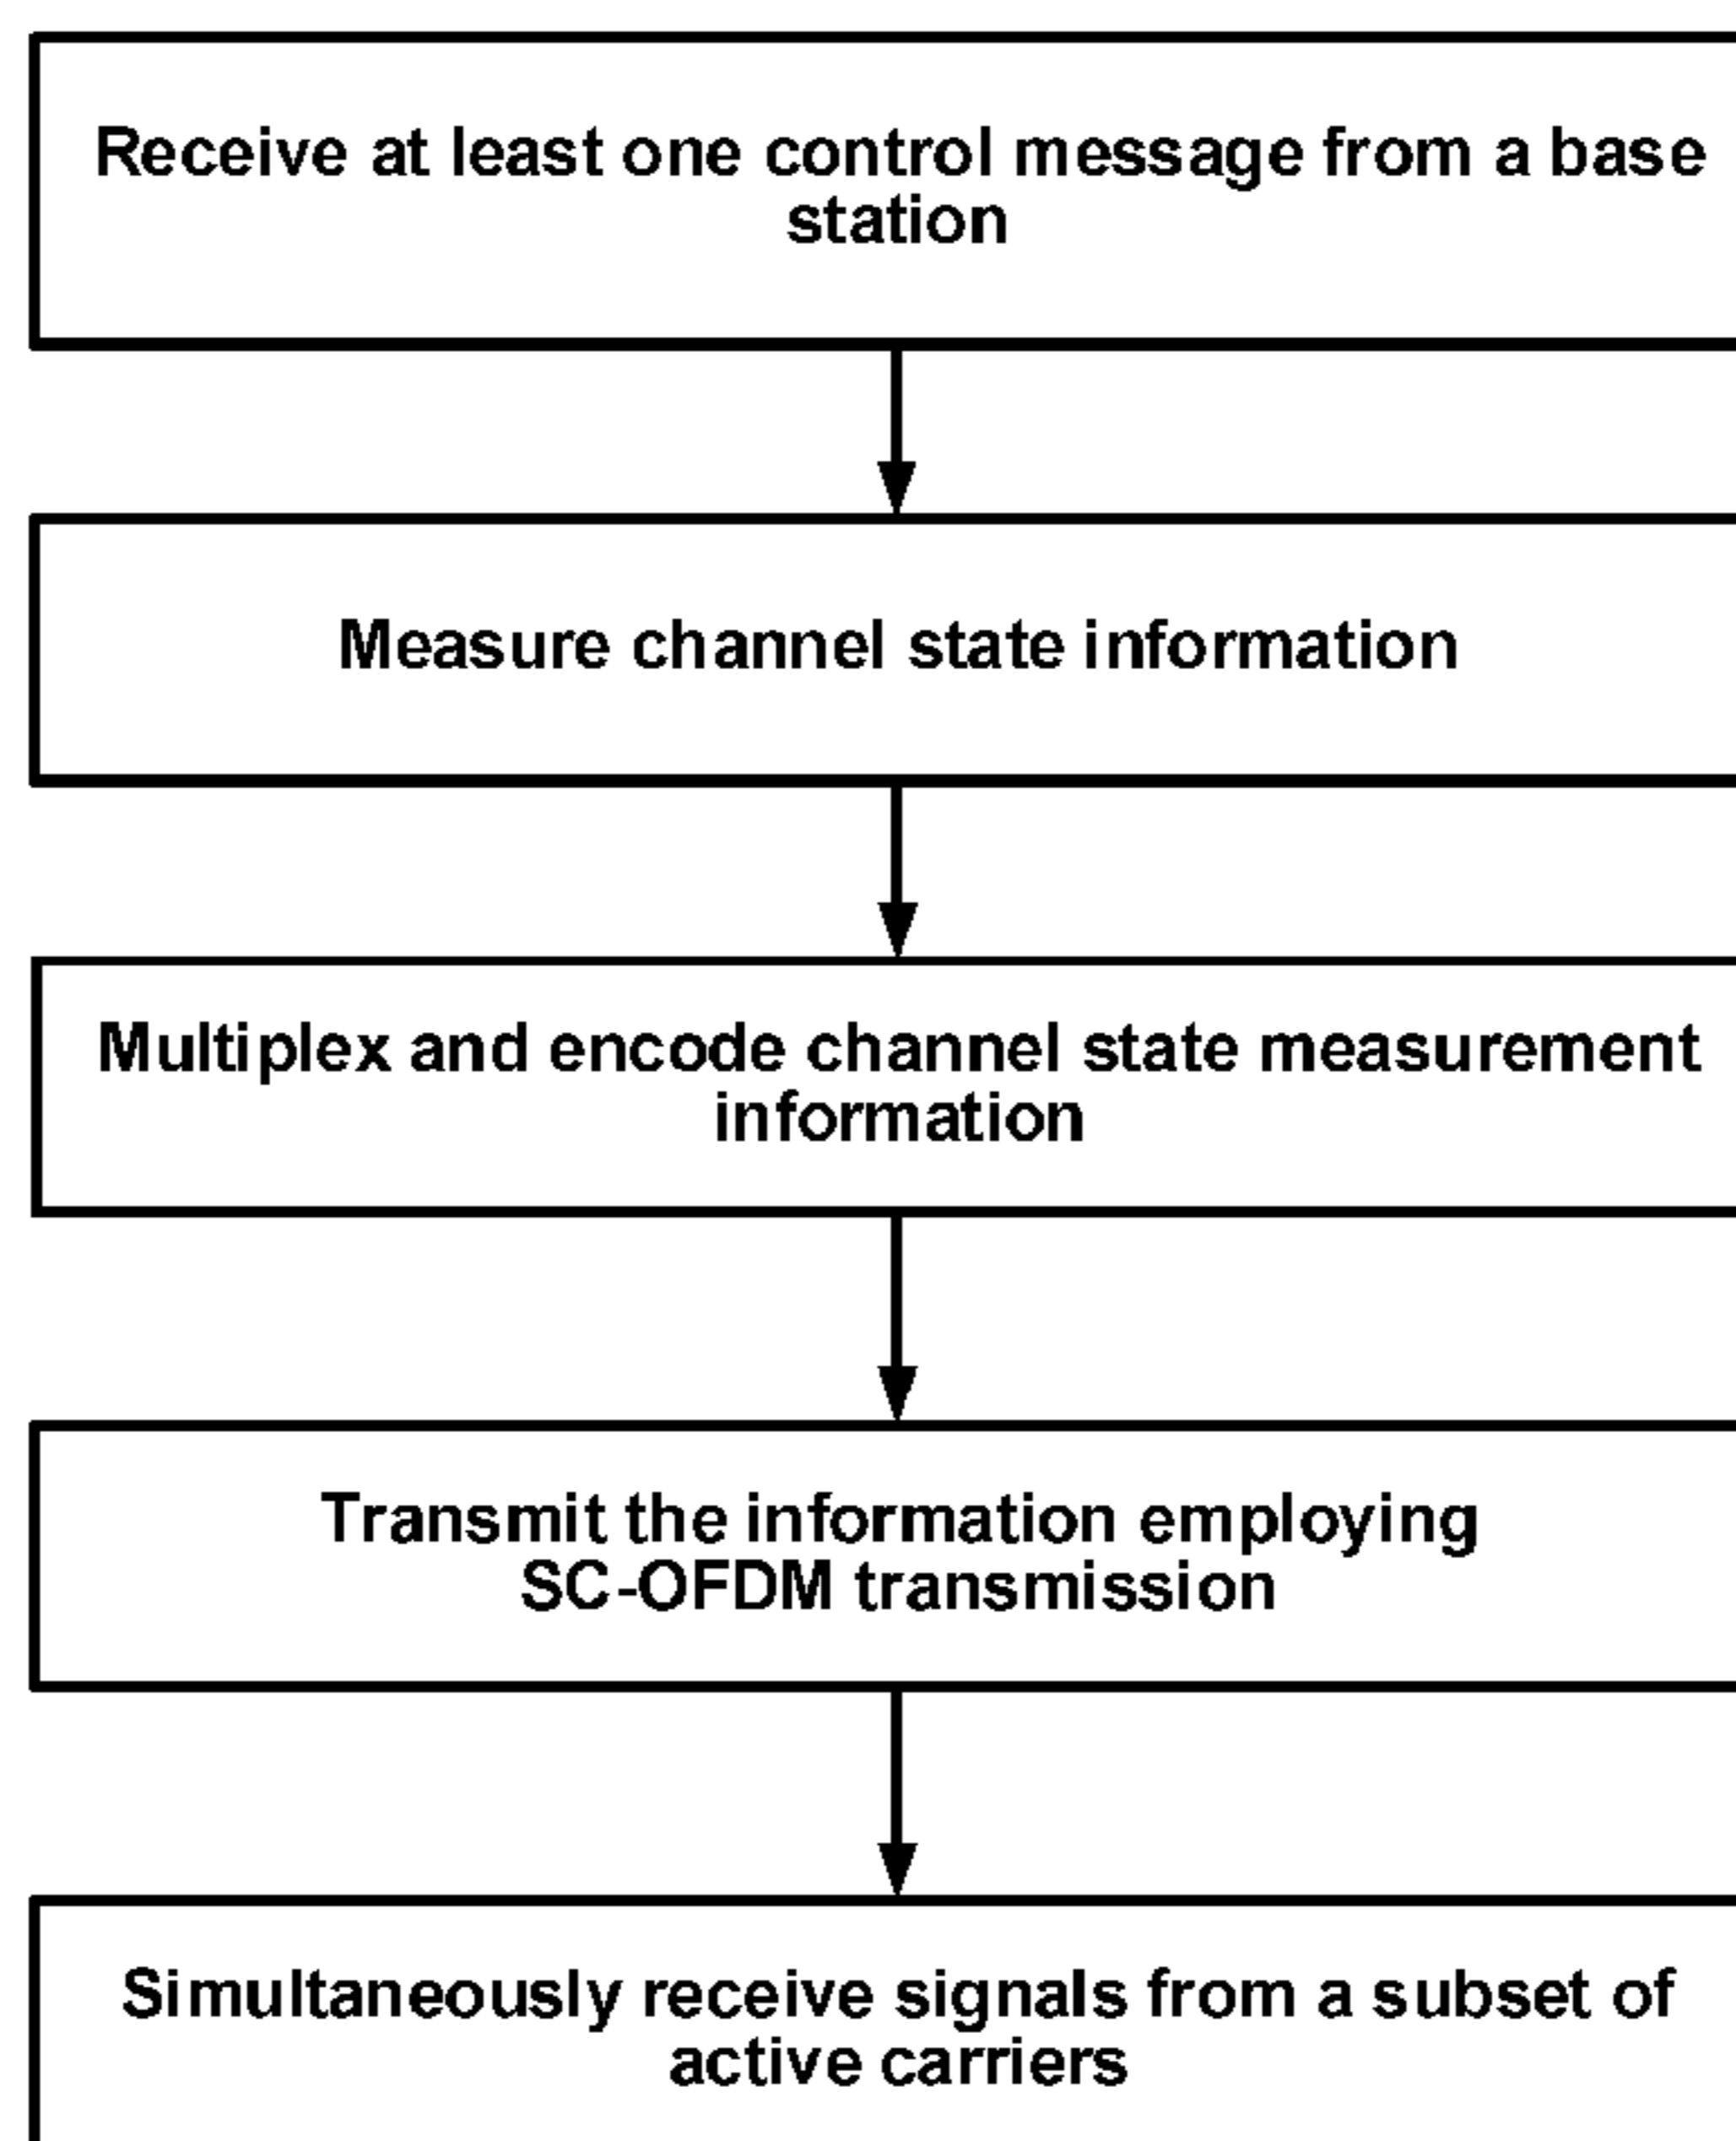 Receive at least one control message from a base
station
Measure channel state information
Multiplex and encode channel state measurement
information
Transmit the information employing
SC-OFDM transmission
Simultaneously receive signals from a subset of
active carriers